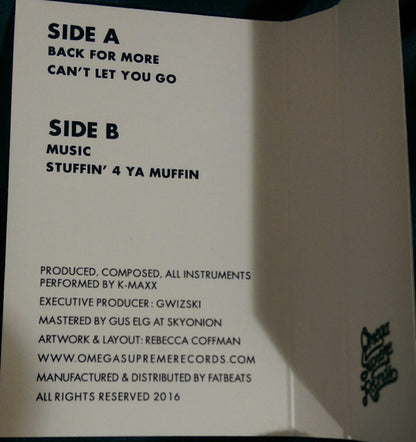 SIDE A
BACK FOR MORE
CAN'T LET YOU GO
SIDE B
MUSIC
STUFFIN' 4 YA MUFFIN
PRODUCED, COMPOSED, ALL INSTRUMENTS
PERFORMED BY K-MAXX
EXECUTIVE PRODUCER: GWIZSKI
MASTERED BY GUS ELG AT SKYONION
ARTWORK & LAYOUT: REBECCA COFFMAN
WWW.OMEGASUPREMERECORDS.COM
MANUFACTURED & DISTRIBUTED BY FATBEATS
ALL RIGHTS RESERVED 2016
Omega
Supreme
Records